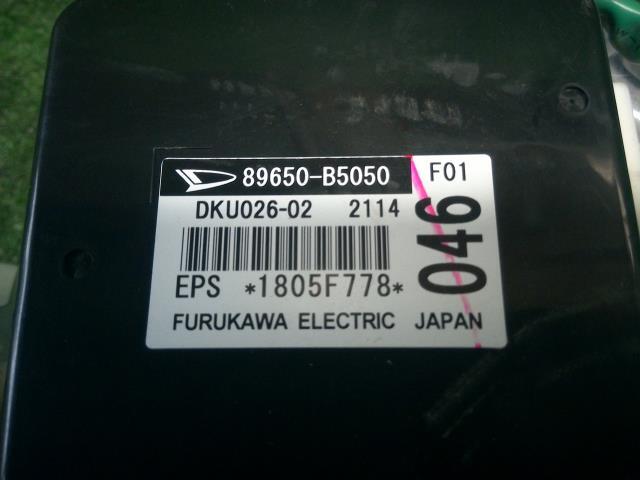 89650-B5050 F01
DKU026-02 2114
046
EPS *1805F778*
FURUKAWA ELECTRIC JAPAN